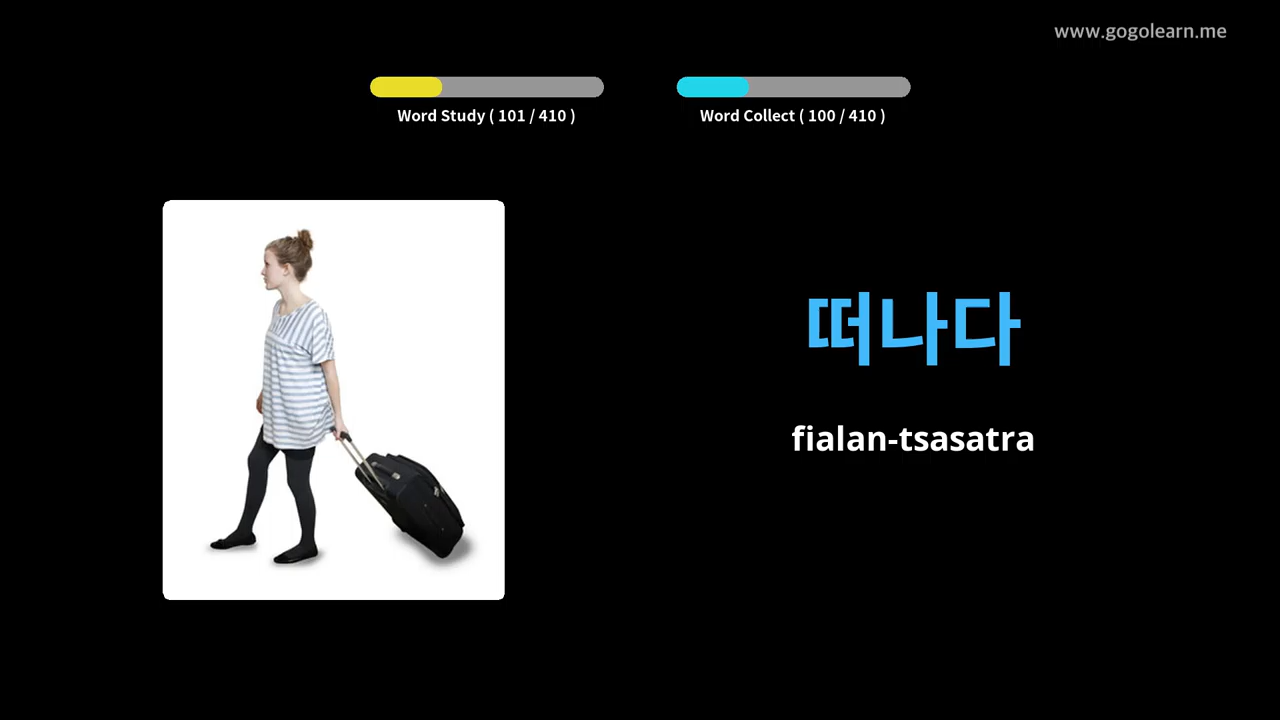 www.gogolearn.me
Word Study ( 101 / 410 )
Word Collect ( 100 / 410 )
떠나다
fialan-tsasatra